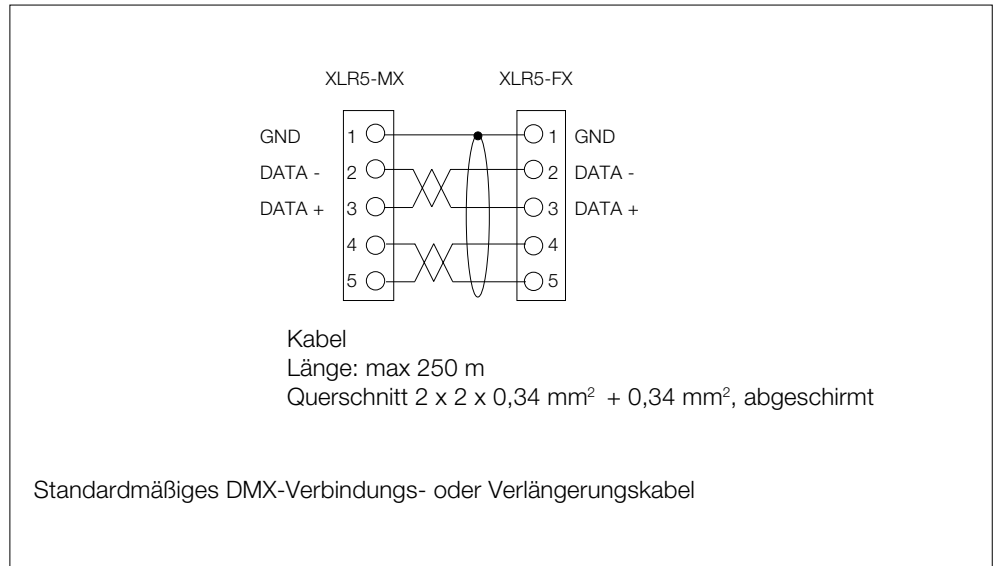 XLR5-MX XLR5-FX
GND 1 1 GND
DATA - 2 2 DATA -
DATA + 3 3 DATA +
4 4
5 5
Kabel
Länge: max 250 m
Querschnitt 2 x 2 x 0,34 mm² + 0,34 mm², abgeschirmt
Standardmäßiges DMX-Verbindungs- oder Verlängerungskabel